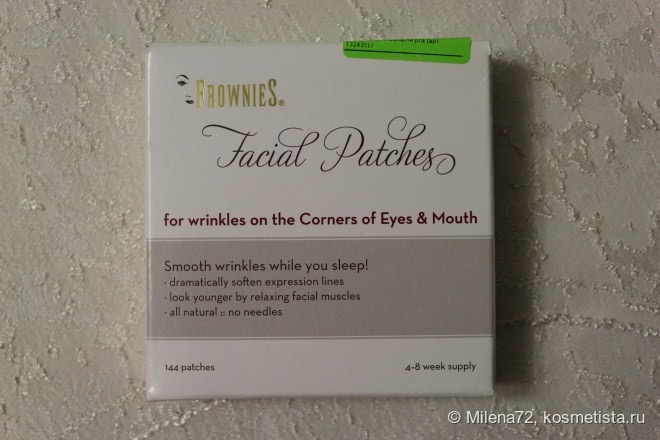 13243157
FROWNIES®
Facial Patches
for wrinkles on the Corners of Eyes & Mouth
Smooth wrinkles while you sleep!
· dramatically soften expression lines
· look younger by relaxing facial muscles
· all natural :: no needles
144 patches
4–8 week supply
© Milena72, kosmetista.ru